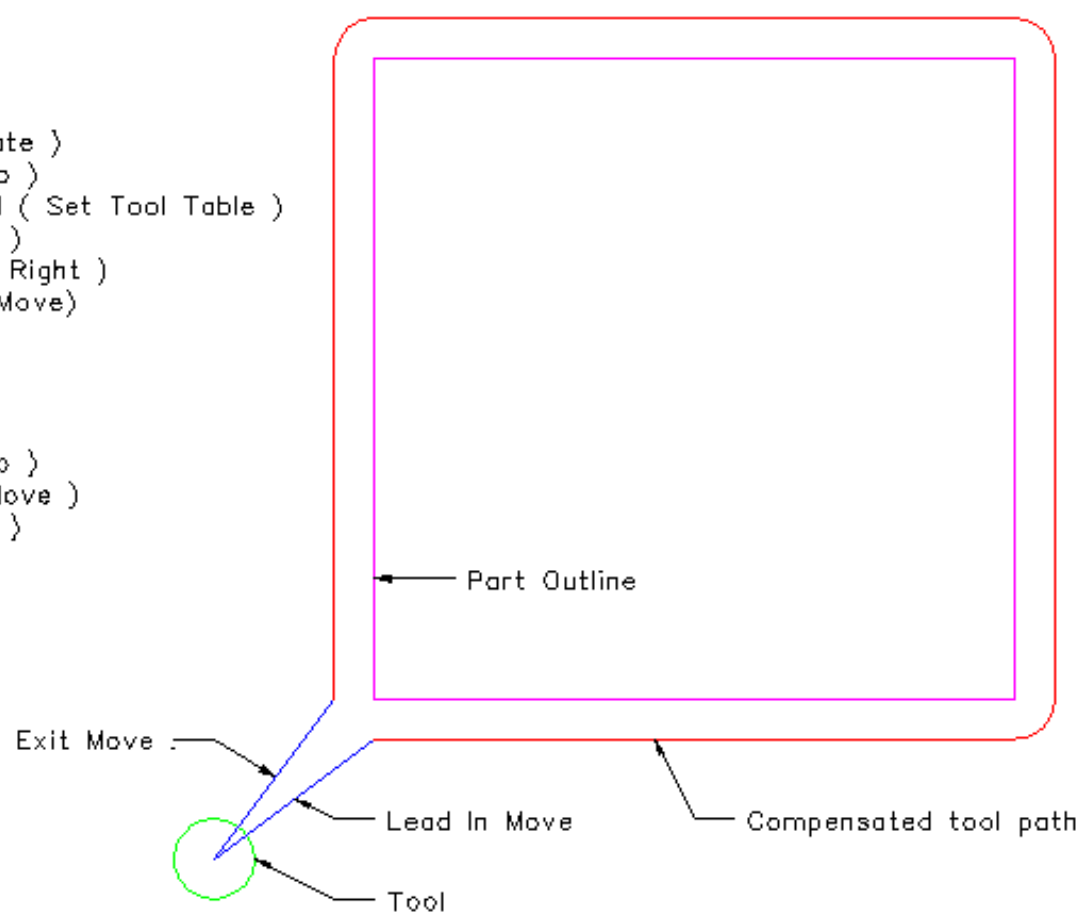 ate )
o )
( Set Tool Table )
)
Right )
Move)
o )
Move )
)
Part Outline
Exit Move
Lead In Move
Compensated tool path
Tool